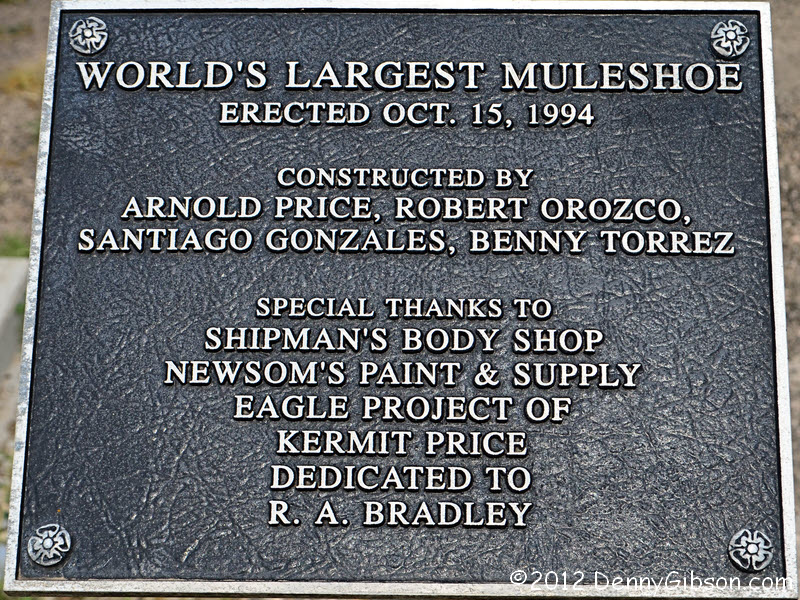 WORLD'S LARGEST MULESHOE
ERECTED OCT. 15, 1994
CONSTRUCTED BY
ARNOLD PRICE, ROBERT OROZCO,
SANTIAGO GONZALES, BENNY TORREZ
SPECIAL THANKS TO
SHIPMAN'S BODY SHOP
NEWSOM'S PAINT & SUPPLY
EAGLE PROJECT OF
KERMIT PRICE
DEDICATED TO
R. A. BRADLEY
©2012 DennyGibson.com